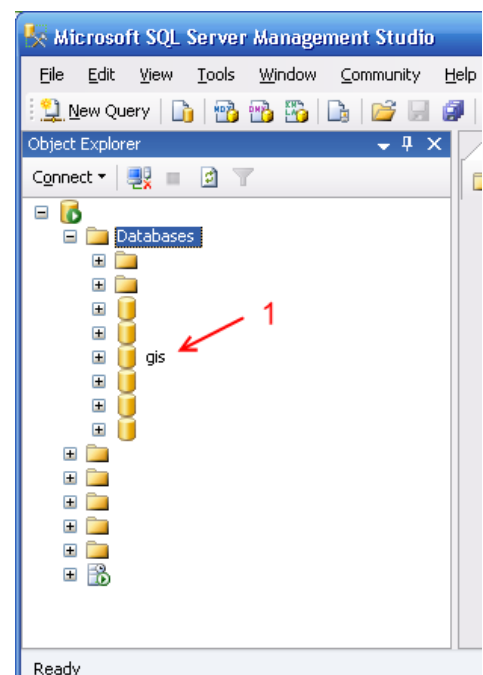 Microsoft SQL Server Management Studio
File Edit View Tools Window Community Help
New Query
Object Explorer
Connect
Databases
1
gis
Ready